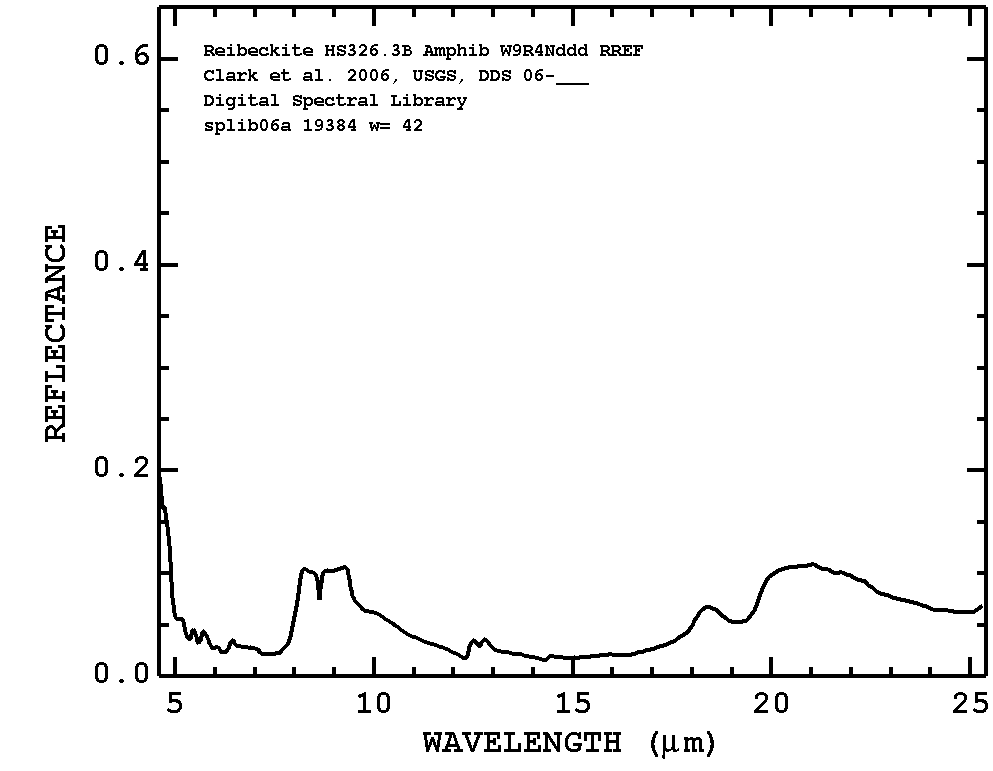 Reibeckite HS326.3B Amphib W9R4Nddd RREF
Clark et al. 2006, USGS, DDS 06-___
Digital Spectral Library
splib06a 19384 w= 42
0.6
0.4
0.2
0.0
REFLECTANCE
5 10 15 20 25
WAVELENGTH (μm)